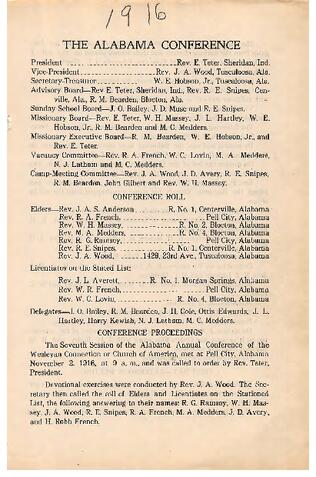 1916
THE ALABAMA CONFERENCE
President Rev. E. Teter, Sheridan, Ind.
Vice-President Rev. J. A. Wood, Tuscaloosa, Ala.
Secretary-Treasuror W. E. Hobson, Jr., Tuscaloosa, Ala.
Advisory Board—Rev E. Teter, Sheridan, Ind., Rev. R. E. Snipes, Cen-
ville, Ala., R. M. Bearden, Blocton, Ala.
Sunday School Board—J. O. Bailey, J. D. Muse and R. E. Snipes.
Missionary Board—Rev. E. Teter, W. H. Massey, J. L. Hartley, W. E.
Hobson, Jr., R. M. Bearden and M. C. Medders.
Missionary Executive Board—R. M. Bearden, W. E. Hobson, Jr., and
Rev. E. Teter.
Vacancy Committee—Rev. R. A. French, W. C. Lovin, M. A. Medders,
N. J. Latham and M. C. Medders.
Camp-Meeting Committee—Rev. J. A. Wood, J. D. Avery, R. E. Snipes,
R. M. Bearden, John Gilbert and Rev. W. H. Massey.
CONFERENCE ROLL
Elders—Rev. J. A. S. Anderson R. No. 1, Centerville, Alabama
Rev. R. A. French Pell City, Alabama
Rev. W. H. Massey R. No. 2, Blocton, Alabama
Rev. M. A. Medders R. No. 4, Blocton, Alabama
Rev. R. G. Ramsoy Pell City, Alabama
Rev. R. E. Snipes R. No. 1, Centerville, Alabama
Rev. J. A. Wood, 1429, 23rd Ave., Tuscaloosa, Alabama
Licentiates on the Stated List:
Rev. J. L. Averett R. No. 1. Morgan Springs, Alabama
Rev. W. R. French Pell City, Alabama
Rev. W. C. Lovin R. No. 4, Blocton, Alabama
Delegates—J. O. Bailey, R. M. Bearden, J. H. Cole, Ottis Edwards, J. L.
Hartley, Harry Kewish, N. J. Latham, M. C. Medders.
CONFERENCE PROCEEDINGS
The Seventh Session of the Alabama Annual Conference of the
Wesleyan Connection or Church of America, met at Pell City, Alabama
November 2, 1916, at 9 a. m., and was called to order by Rev. Teter,
President.
Devotional exercises were conducted by Rev. J. A. Wood. The Sec-
retary then called the roll of Elders and Licentiates on the Stationed
List, the following answering to their names: R. G. Ramsoy, W. H. Mas-
sey, J. A. Wood, R. E. Snipes, R. A. French, M. A. Medders, J. D. Avery,
and H. Robb French.